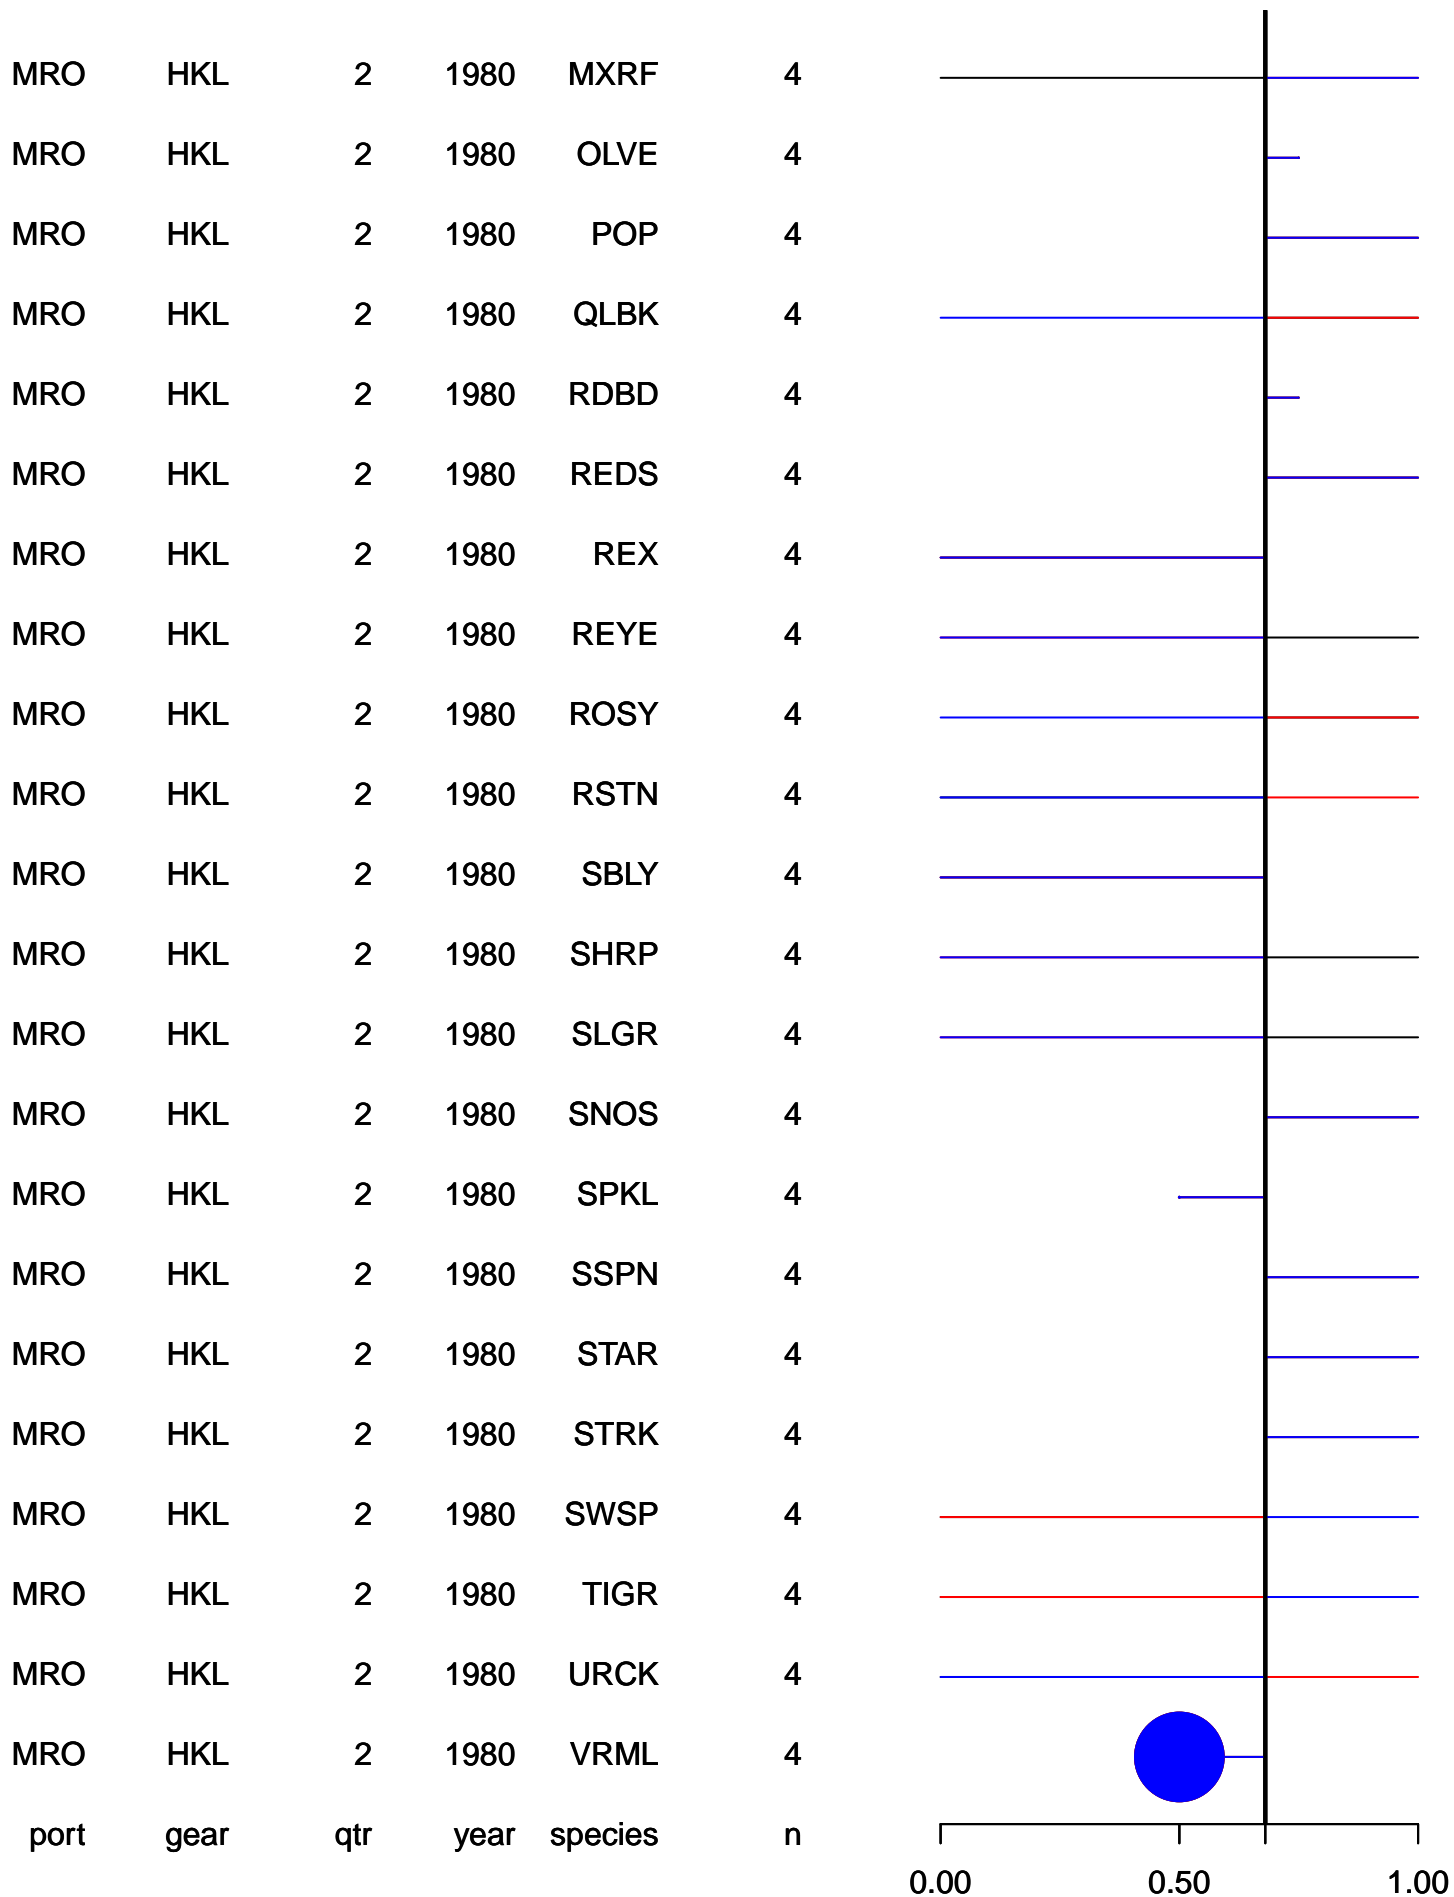 MRO HKL 2 1980 MXRF 4
MRO HKL 2 1980 OLVE 4
MRO HKL 2 1980 POP 4
MRO HKL 2 1980 QLBK 4
MRO HKL 2 1980 RDBD 4
MRO HKL 2 1980 REDS 4
MRO HKL 2 1980 REX 4
MRO HKL 2 1980 REYE 4
MRO HKL 2 1980 ROSY 4
MRO HKL 2 1980 RSTN 4
MRO HKL 2 1980 SBLY 4
MRO HKL 2 1980 SHRP 4
MRO HKL 2 1980 SLGR 4
MRO HKL 2 1980 SNOS 4
MRO HKL 2 1980 SPKL 4
MRO HKL 2 1980 SSPN 4
MRO HKL 2 1980 STAR 4
MRO HKL 2 1980 STRK 4
MRO HKL 2 1980 SWSP 4
MRO HKL 2 1980 TIGR 4
MRO HKL 2 1980 URCK 4
MRO HKL 2 1980 VRML 4
port gear qtr year species n
0.00 0.50 1.00